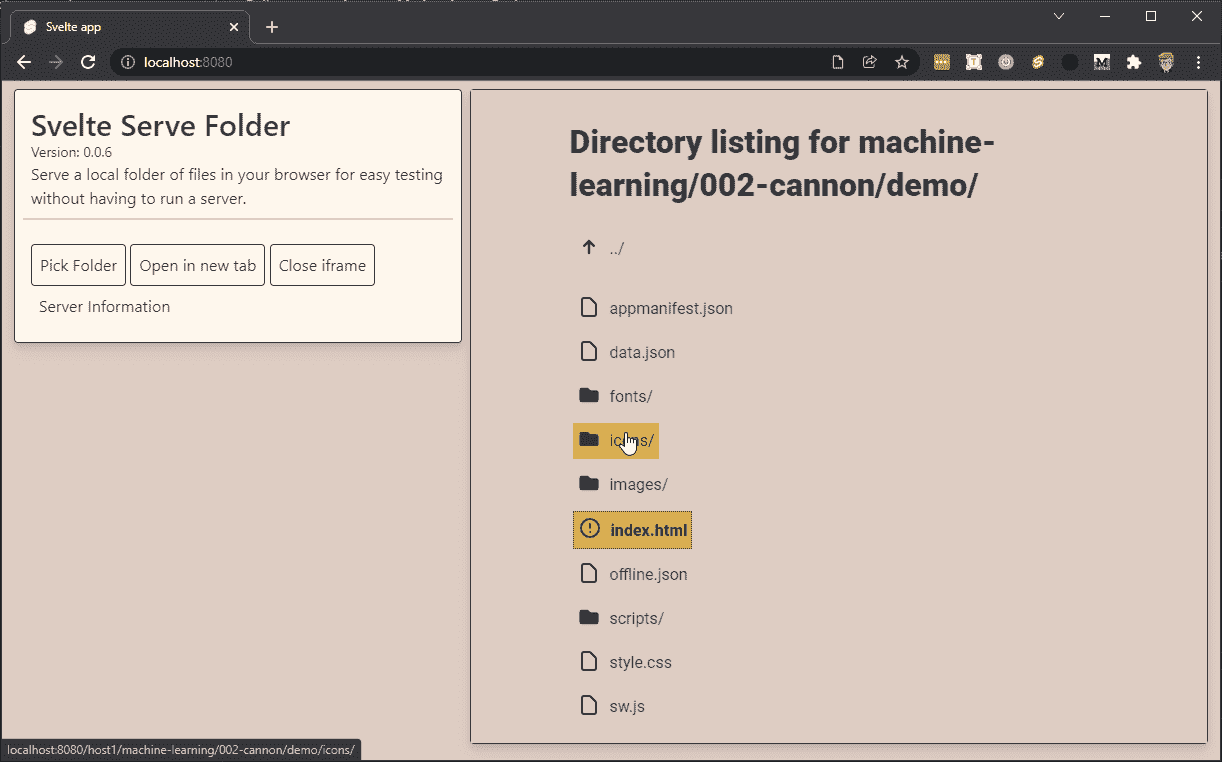 Svelte app
localhost:8080
Svelte Serve Folder
Version: 0.0.6
Serve a local folder of files in your browser for easy testing
without having to run a server.
Pick Folder
Open in new tab
Close iframe
Server Information
Directory listing for machine-
learning/002-cannon/demo/
../
appmanifest.json
data.json
fonts/
icons/
images/
index.html
offline.json
scripts/
style.css
sw.js
localhost:8080/host1/machine-learning/002-cannon/demo/icons/